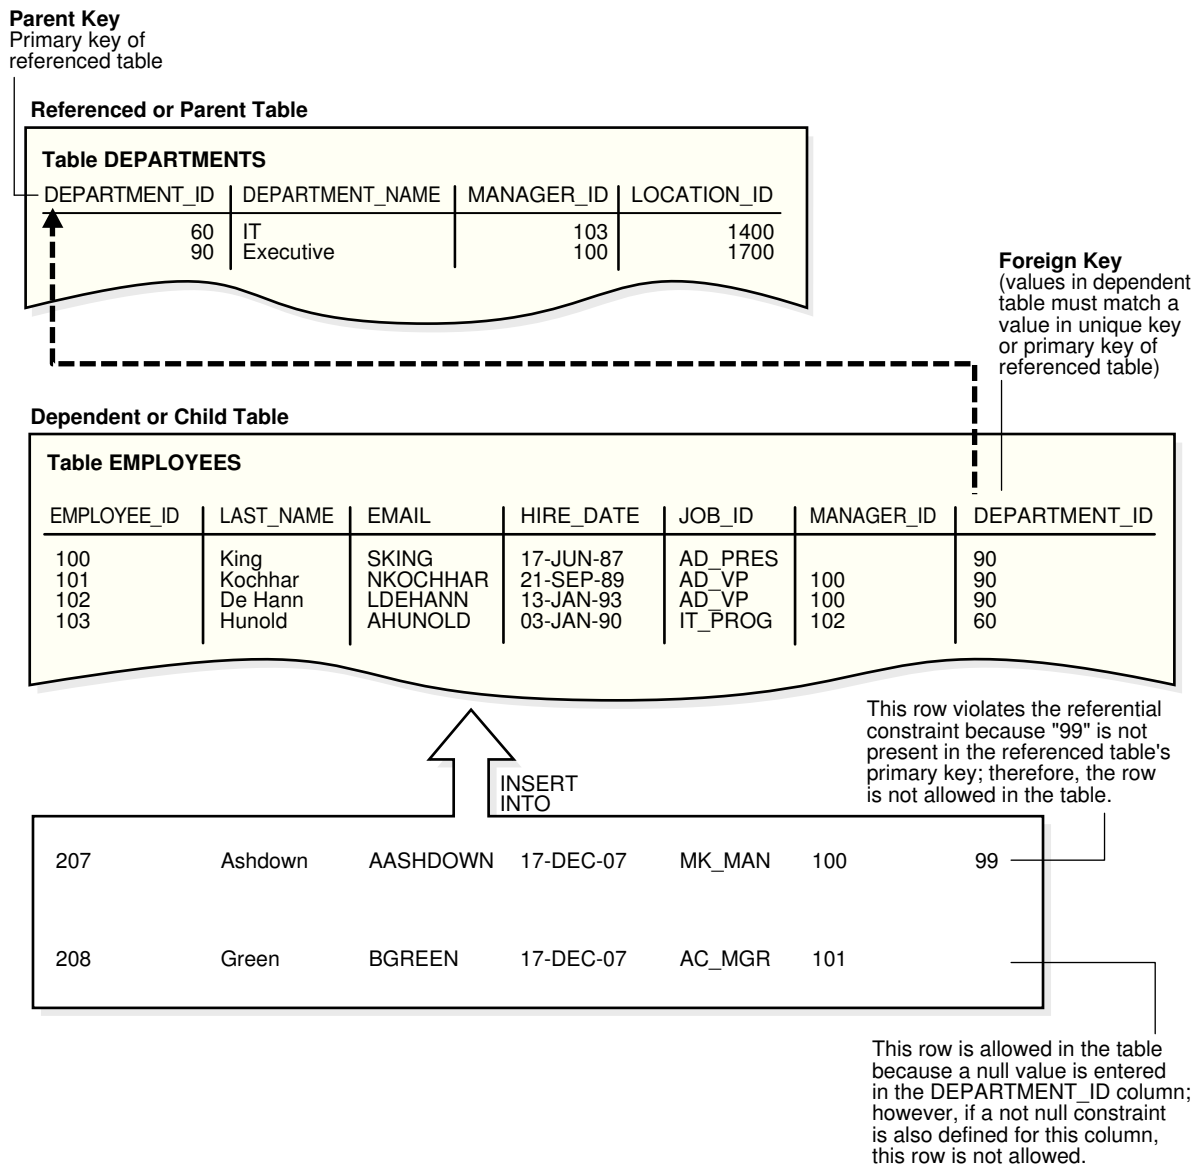 Parent Key
Primary key of
referenced table
Referenced or Parent Table
Table DEPARTMENTS
DEPARTMENT_ID DEPARTMENT_NAME MANAGER_ID LOCATION_ID
60 IT 103 1400
90 Executive 100 1700
Foreign Key
(values in dependent
table must match a
value in unique key
or primary key of
referenced table)
Dependent or Child Table
Table EMPLOYEES
EMPLOYEE_ID LAST_NAME EMAIL HIRE_DATE JOB_ID MANAGER_ID DEPARTMENT_ID
100 King SKING 17-JUN-87 AD_PRES 90
101 Kochhar NKOCHHAR 21-SEP-89 AD_VP 100 90
102 De Hann LDEHANN 13-JAN-93 AD_VP 100 90
103 Hunold AHUNOLD 03-JAN-90 IT_PROG 102 60
This row violates the referential
constraint because "99" is not
present in the referenced table's
primary key; therefore, the row
is not allowed in the table.
INSERT
INTO
207 Ashdown AASHDOWN 17-DEC-07 MK_MAN 100 99
208 Green BGREEN 17-DEC-07 AC_MGR 101
This row is allowed in the table
because a null value is entered
in the DEPARTMENT_ID column;
however, if a not null constraint
is also defined for this column,
this row is not allowed.